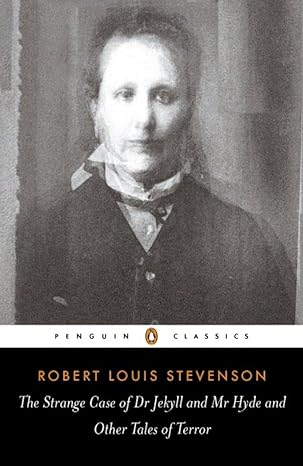 PENGUIN CLASSICS
ROBERT LOUIS STEVENSON
The Strange Case of Dr Jekyll and Mr Hyde and
Other Tales of Terror